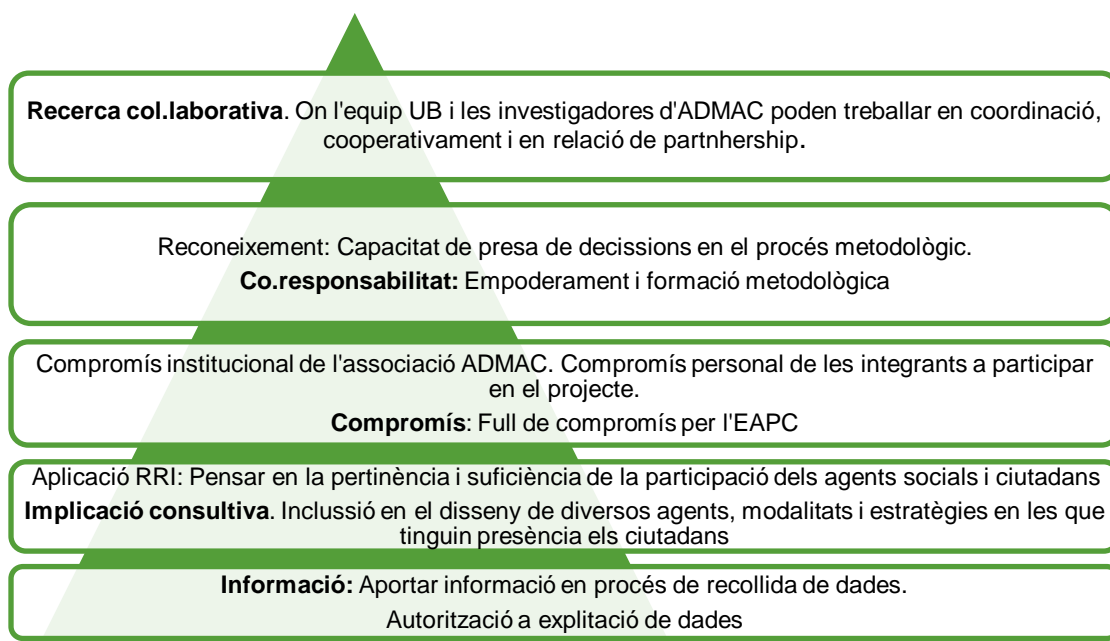 Recerca col.laborativa. On l'equip UB i les investigadores d'ADMAC poden treballar en coordinació,
cooperativament i en relació de partnhership.
Reconeixement: Capacitat de presa de decissions en el procés metodològic.
Co.responsabilitat: Empoderament i formació metodològica
Compromís institucional de l'associació ADMAC. Compromís personal de les integrants a participar
en el projecte.
Compromís: Full de compromís per l'EAPC
Aplicació RRI: Pensar en la pertinència i suficiència de la participació dels agents socials i ciutadans
Implicació consultiva. Inclussió en el disseny de diversos agents, modalitats i estratègies en les que
tinguin presència els ciutadans
Informació: Aportar informació en procés de recollida de dades.
Autorització a explitació de dades